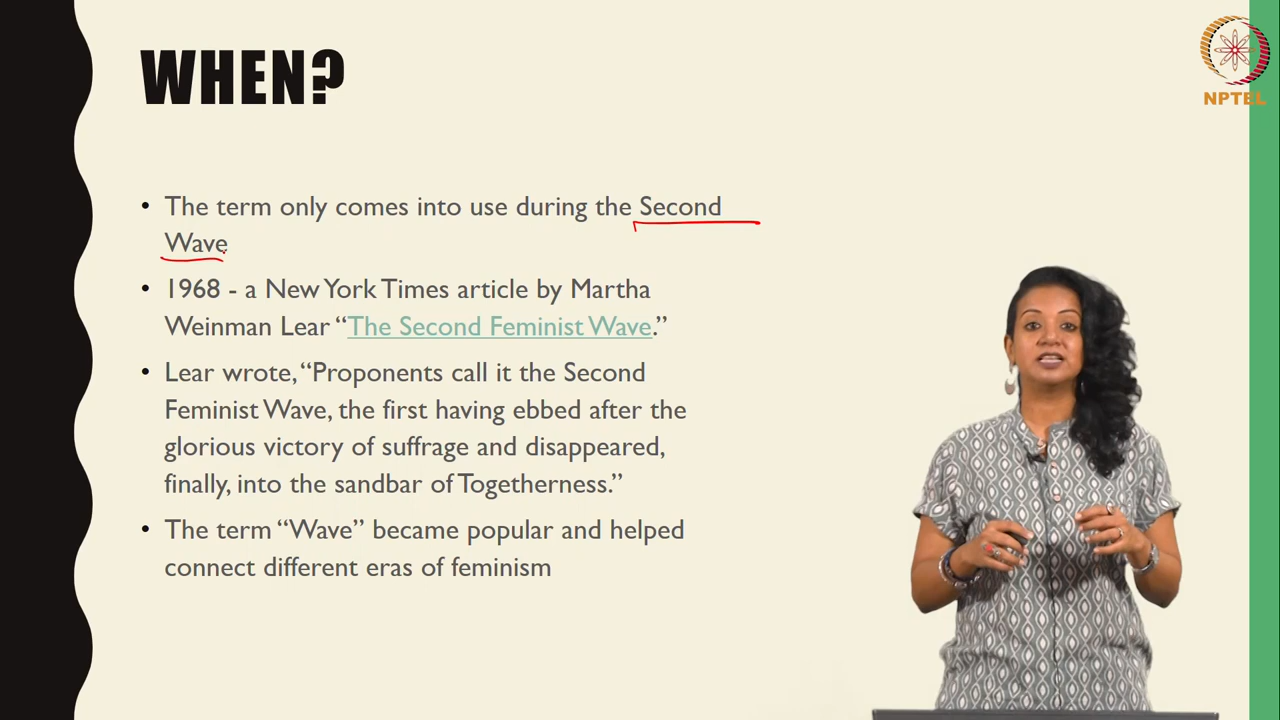 WHEN?
NPTEL
• The term only comes into use during the Second
Wave
• 1968 - a New York Times article by Martha
Weinman Lear “The Second Feminist Wave.”
• Lear wrote, “Proponents call it the Second
Feminist Wave, the first having ebbed after the
glorious victory of suffrage and disappeared,
finally, into the sandbar of Togetherness.”
• The term “Wave” became popular and helped
connect different eras of feminism